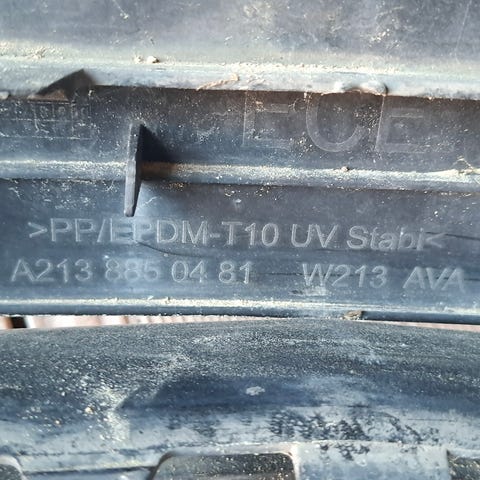 ECE
>PP/EPDM-T10 UV Stabi<
A213 885 04 81 W213 AVA